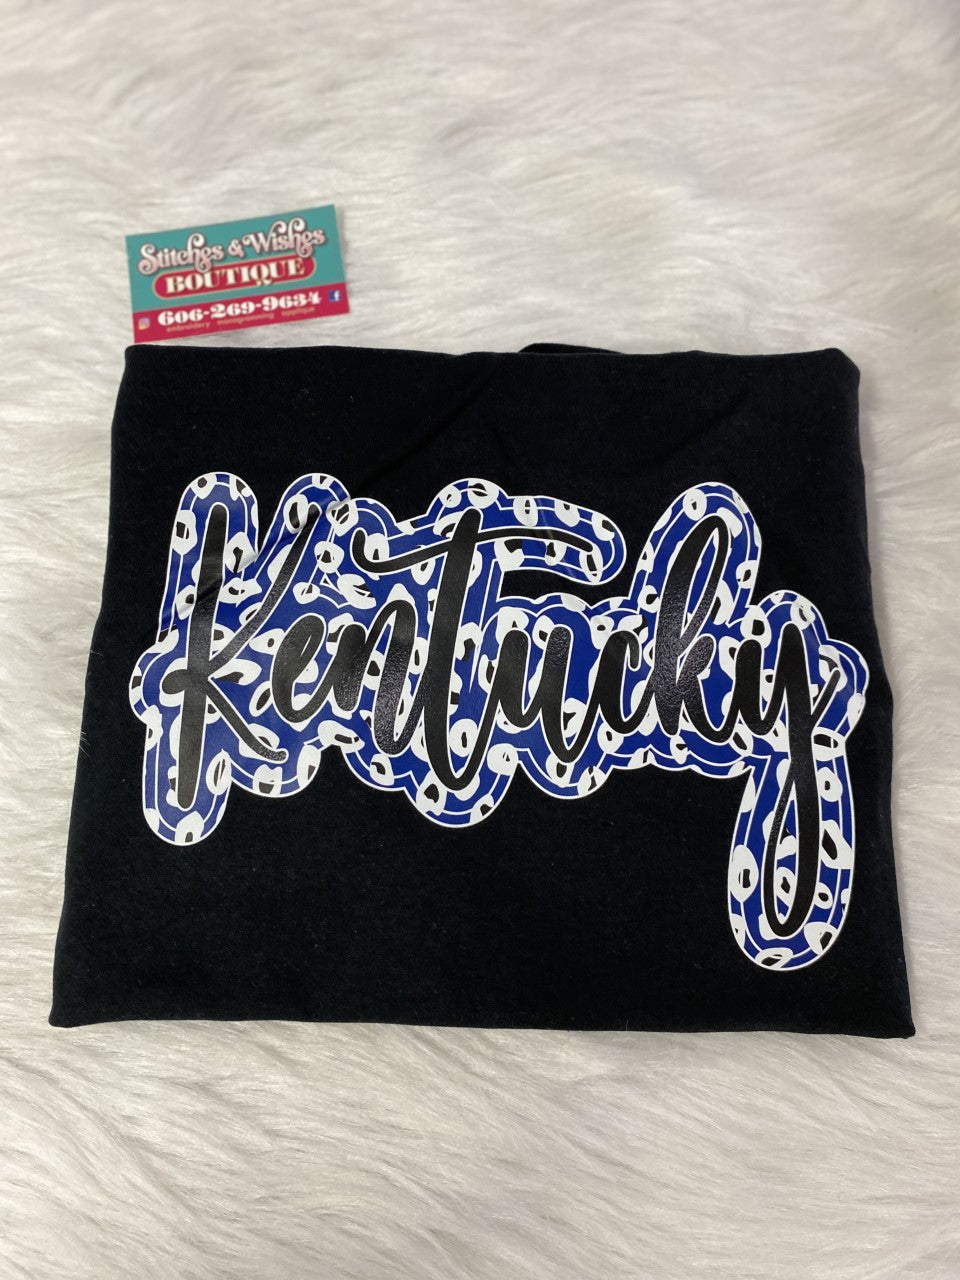 Stitches & Wishes
BOUTIQUE
606-269-9634
embroidery monogramming applique
Kentucky